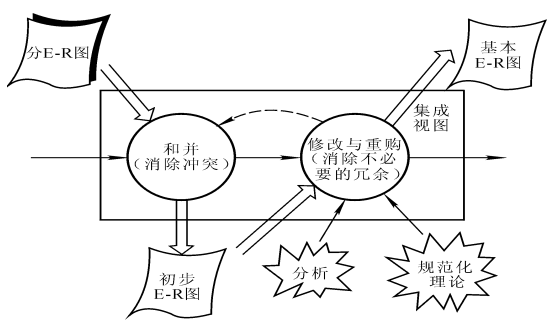 分E-R图
基本
E-R图
集成
视图
和并
(消除冲突)
修改与重购
(消除不必
要的冗余)
初步
E-R图
分析
规范化
理论